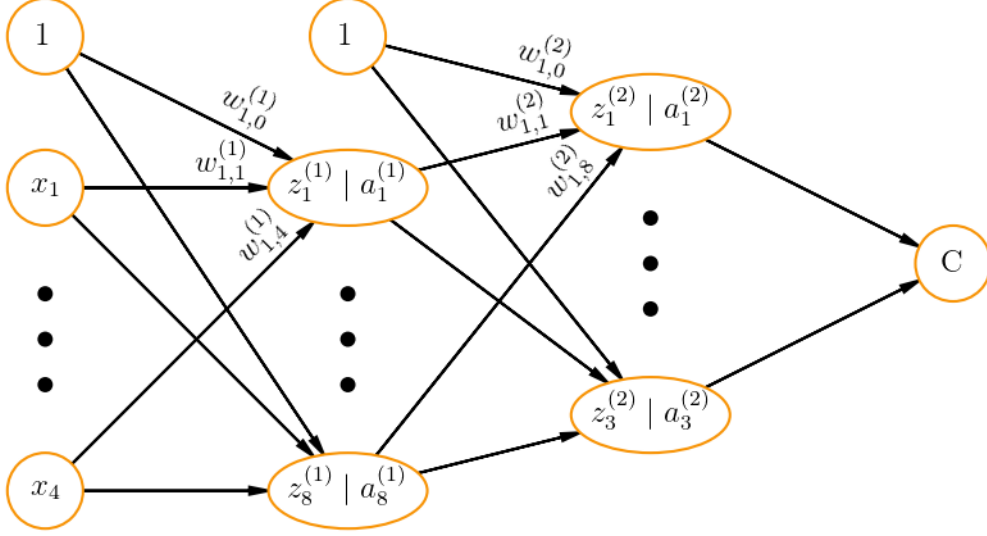 1
1
w_{1,0}^{(2)}
w_{1,0}^{(1)}
z_1^{(2)} | a_1^{(2)}
w_{1,1}^{(2)}
w_{1,1}^{(1)}
w_{1,8}^{(2)}
x_1
z_1^{(1)} | a_1^{(1)}
w_{1,4}^{(1)}
C
z_3^{(2)} | a_3^{(2)}
x_4
z_8^{(1)} | a_8^{(1)}